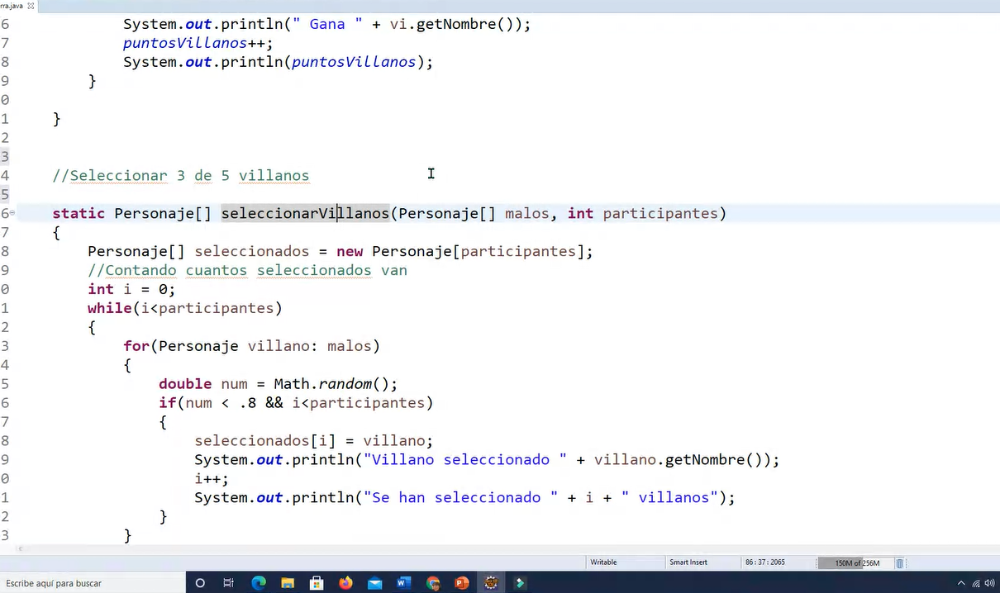 rra.java
6 System.out.println(" Gana " + vi.getNombre());
7 puntosVillanos++;
8 System.out.println(puntosVillanos);
9 }
0
1 }
2
3
4 //Seleccionar 3 de 5 villanos
5
6 static Personaje[] seleccionarVillanos(Personaje[] malos, int participantes)
7 {
8 Personaje[] seleccionados = new Personaje[participantes];
9 //Contando cuantos seleccionados van
0 int i = 0;
1 while(i<participantes)
2 {
3 for(Personaje villano: malos)
4 {
5 double num = Math.random();
6 if(num < .8 && i<participantes)
7 {
8 seleccionados[i] = villano;
9 System.out.println("Villano seleccionado " + villano.getNombre());
0 i++;
1 System.out.println("Se han seleccionado " + i + " villanos");
2 }
3 }
Writable Smart Insert 86 : 37 : 2065 150M of 256M
Escribe aquí para buscar